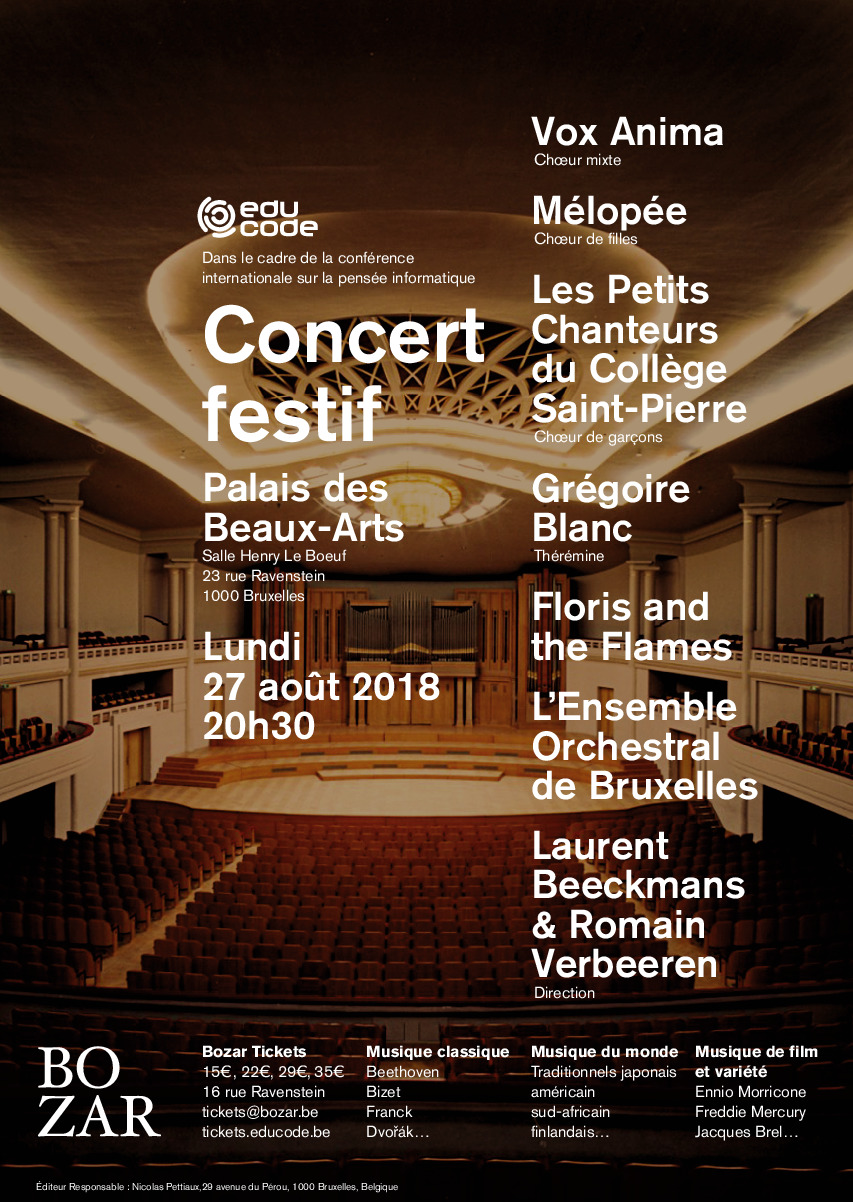 edu
code
Dans le cadre de la conférence
internationale sur la pensée informatique
Concert
festif
Palais des
Beaux-Arts
Salle Henry Le Boeuf
23 rue Ravenstein
1000 Bruxelles
Lundi
27 août 2018
20h30
Vox Anima
Chœur mixte
Mélopée
Chœur de filles
Les Petits
Chanteurs
du Collège
Saint-Pierre
Chœur de garçons
Grégoire
Blanc
Thérémine
Floris and
the Flames
L’Ensemble
Orchestral
de Bruxelles
Laurent
Beeckmans
& Romain
Verbeeren
Direction
BO
ZAR
Bozar Tickets
15€, 22€, 29€, 35€
16 rue Ravenstein
tickets@bozar.be
tickets.educode.be
Musique classique
Beethoven
Bizet
Franck
Dvořák…
Musique du monde
Traditionnels japonais
américain
sud-africain
finlandais…
Musique de film
et variété
Ennio Morricone
Freddie Mercury
Jacques Brel…
Éditeur Responsable : Nicolas Pettiaux,29 avenue du Pérou, 1000 Bruxelles, Belgique